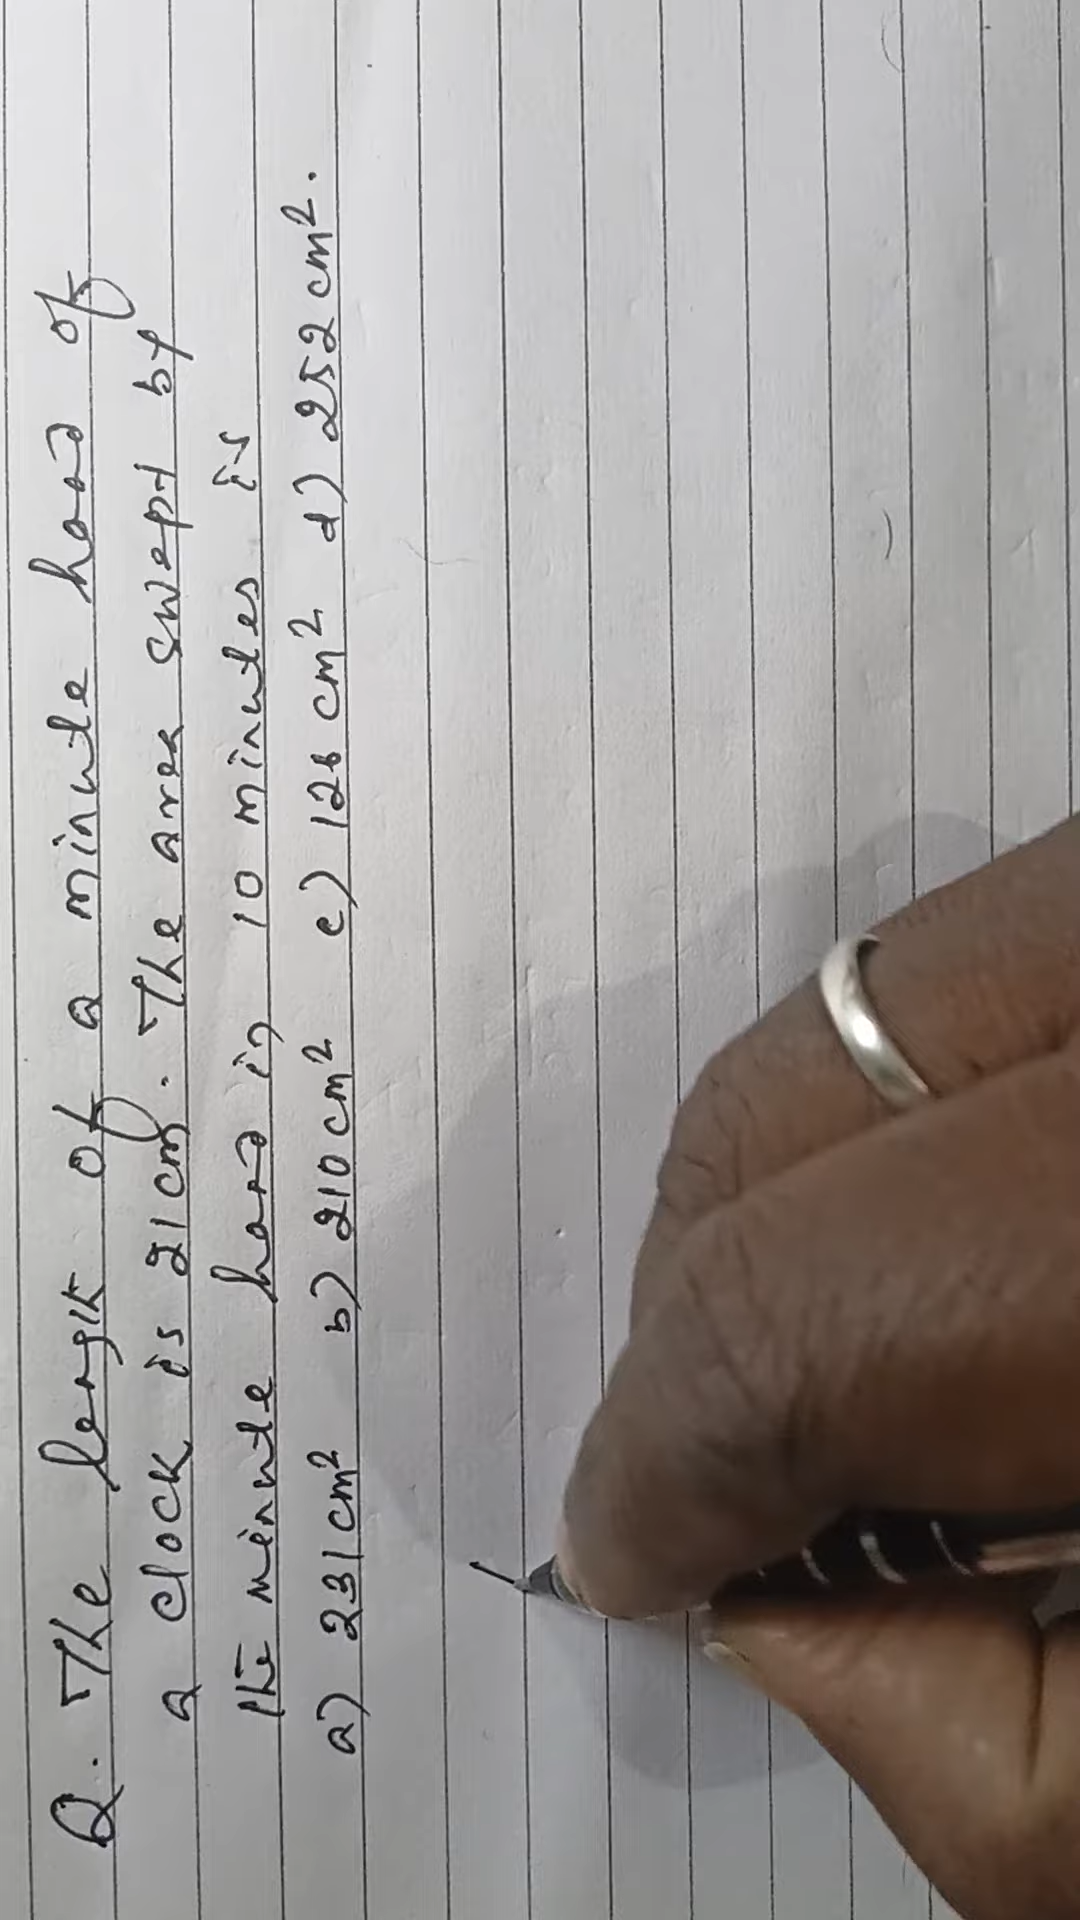 Q. The length of a minute hand of
a clock is 21 cm. The area swept by
the minute hand in 10 minutes is
a) 231 cm² b) 210 cm² c) 126 cm² d) 252 cm².